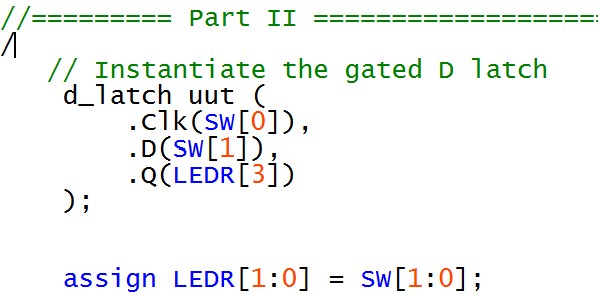 //========= Part II ===================
/
// Instantiate the gated D latch
d_latch uut (
.Clk(SW[0]),
.D(SW[1]),
.Q(LEDR[3])
);
assign LEDR[1:0] = SW[1:0];